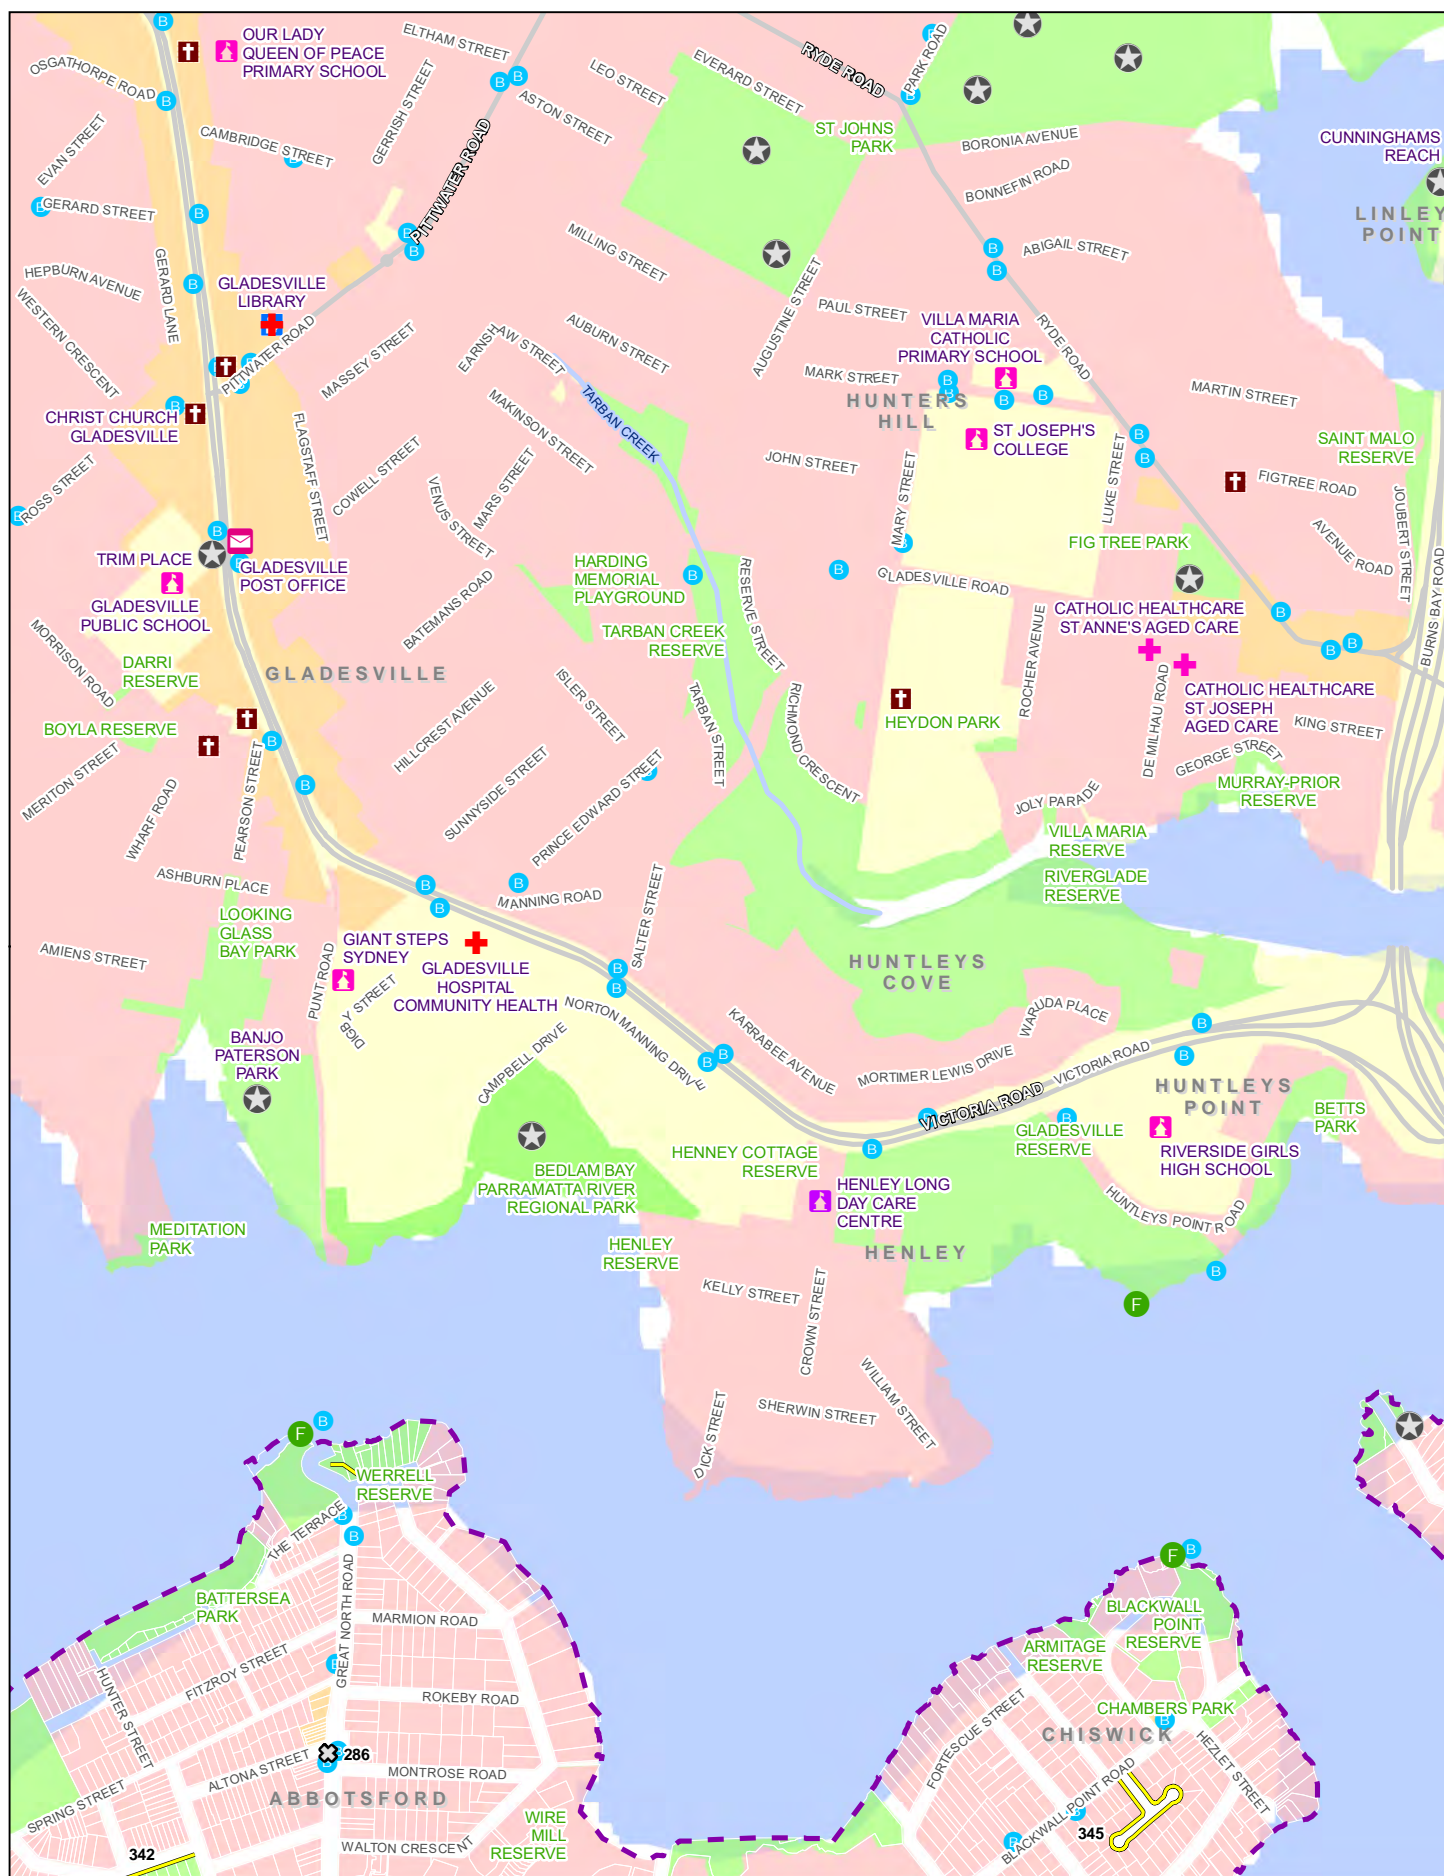 OUR LADY
QUEEN OF PEACE
PRIMARY SCHOOL
ELTHAM STREET
LEO STREET
EVERARD STREET
RYDE ROAD
PARK ROAD
OSGATHORPE ROAD
GERRISH STREET
ASTON STREET
PITTWATER ROAD
CAMBRIDGE STREET
EVAN STREET
ST JOHNS
PARK
BORONIA AVENUE
BONNEFIN ROAD
CUNNINGHAMS
REACH
LINLEY
POINT
GERARD STREET
MILLING STREET
ABIGAIL STREET
HEPBURN AVENUE
GERARD LANE
GLADESVILLE
LIBRARY
WESTERN CRESCENT
PITTWATER ROAD
MASSEY STREET
EARNSHAW STREET
AUBURN STREET
AUGUSTINE STREET
PAUL STREET
VILLA MARIA
CATHOLIC
PRIMARY SCHOOL
RYDE ROAD
MARK STREET
HUNTERS
HILL
MARTIN STREET
TARBAN CREEK
CHRIST CHURCH
GLADESVILLE
FLAGSTAFF STREET
MAKINSON STREET
ST JOSEPH'S
COLLEGE
SAINT MALO
RESERVE
ROSS STREET
COWELL STREET
VENUS STREET
MARS STREET
JOHN STREET
MARY STREET
LUKE STREET
FIGTREE ROAD
JOUBERT STREET
AVENUE ROAD
TRIM PLACE
GLADESVILLE
POST OFFICE
GLADESVILLE
PUBLIC SCHOOL
HARDING
MEMORIAL
PLAYGROUND
TARBAN CREEK
RESERVE
RESERVE STREET
GLADESVILLE ROAD
FIG TREE PARK
CATHOLIC HEALTHCARE
ST ANNE'S AGED CARE
BURNS BAY ROAD
BATEMANS ROAD
ROCHER AVENUE
MORRISON ROAD
DARRI
RESERVE
GLADESVILLE
BOYLA RESERVE
ISLER STREET
HILLCREST AVENUE
TARBAN STREET
RICHMOND CRESCENT
HEYDON PARK
DE MILHAU ROAD
CATHOLIC HEALTHCARE
ST JOSEPH
AGED CARE
KING STREET
GEORGE STREET
MERITON STREET
WHARF ROAD
PEARSON STREET
SUNNYSIDE STREET
PRINCE EDWARD STREET
JOLY PARADE
MURRAY-PRIOR
RESERVE
VILLA MARIA
RESERVE
RIVERGLADE
RESERVE
ASHBURN PLACE
MANNING ROAD
SALTER STREET
LOOKING
GLASS
BAY PARK
AMIENS STREET
PUNT ROAD
GIANT STEPS
SYDNEY
DIGBY STREET
GLADESVILLE
HOSPITAL
COMMUNITY HEALTH
HUNTLEYS
COVE
NORTON MANNING DRIVE
KARRABEE AVENUE
WARUDA PLACE
BANJO
PATERSON
PARK
CAMPBELL DRIVE
MORTIMER LEWIS DRIVE
VICTORIA ROAD
VICTORIA ROAD
HUNTLEYS
POINT
BETTS
PARK
GLADESVILLE
RESERVE
RIVERSIDE GIRLS
HIGH SCHOOL
HENNEY COTTAGE
RESERVE
BEDLAM BAY
PARRAMATTA RIVER
REGIONAL PARK
HENLEY LONG
DAY CARE
CENTRE
HUNTLEYS POINT ROAD
MEDITATION
PARK
HENLEY
RESERVE
HENLEY
KELLY STREET
CROWN STREET
SHERWIN STREET
WILLIAM STREET
DICK STREET
WERRELL
RESERVE
THE TERRACE
GREAT NORTH ROAD
BATTERSEA
PARK
MARMION ROAD
FITZROY STREET
HUNTER STREET
ROKEBY ROAD
ALTONA STREET
286
MONTROSE ROAD
SPRING STREET
ABBOTSFORD
342
WALTON CRESCENT
WIRE
MILL
RESERVE
BLACKWALL
POINT
RESERVE
ARMITAGE
RESERVE
CHAMBERS PARK
FORTESCUE STREET
CHISWICK
HEZLET STREET
BLACKWALL POINT ROAD
345